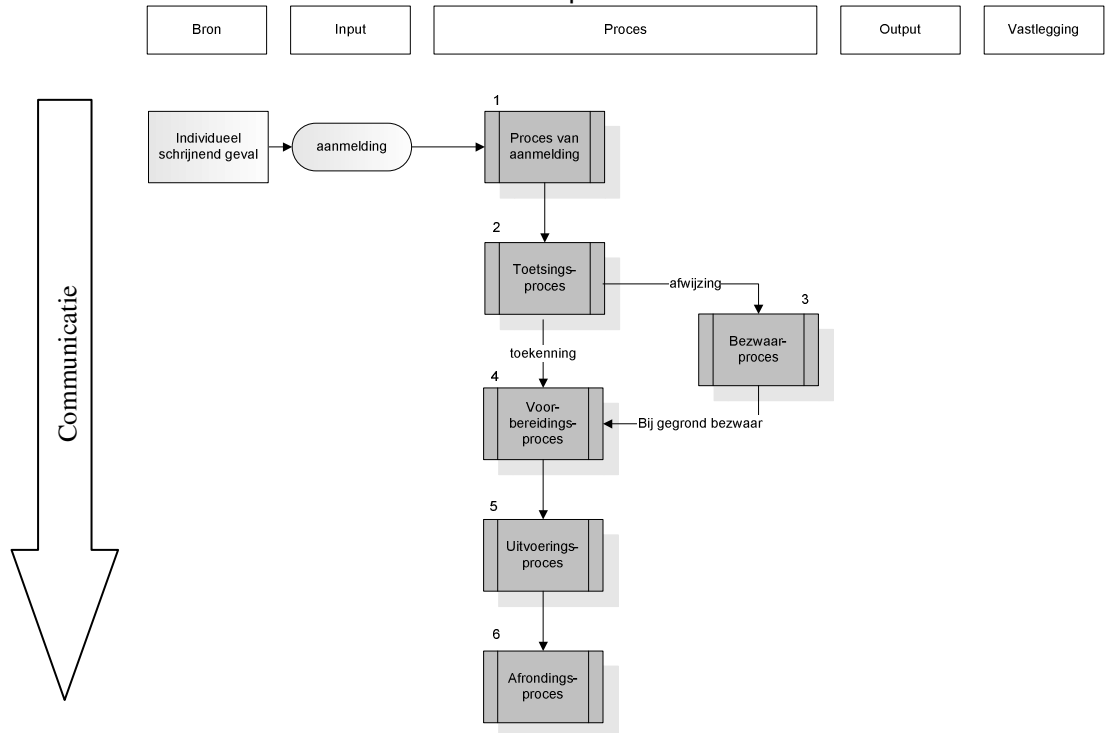 Bron
Input
Proces
Output
Vastlegging
Communicatie
Individueel
schrijnend geval
aanmelding
1
Proces van
aanmelding
2
Toetsings-
proces
afwijzing
3
Bezwaar-
proces
toekenning
4
Voor-
bereidings-
proces
Bij gegrond bezwaar
5
Uitvoerings-
proces
6
Afrondings-
proces